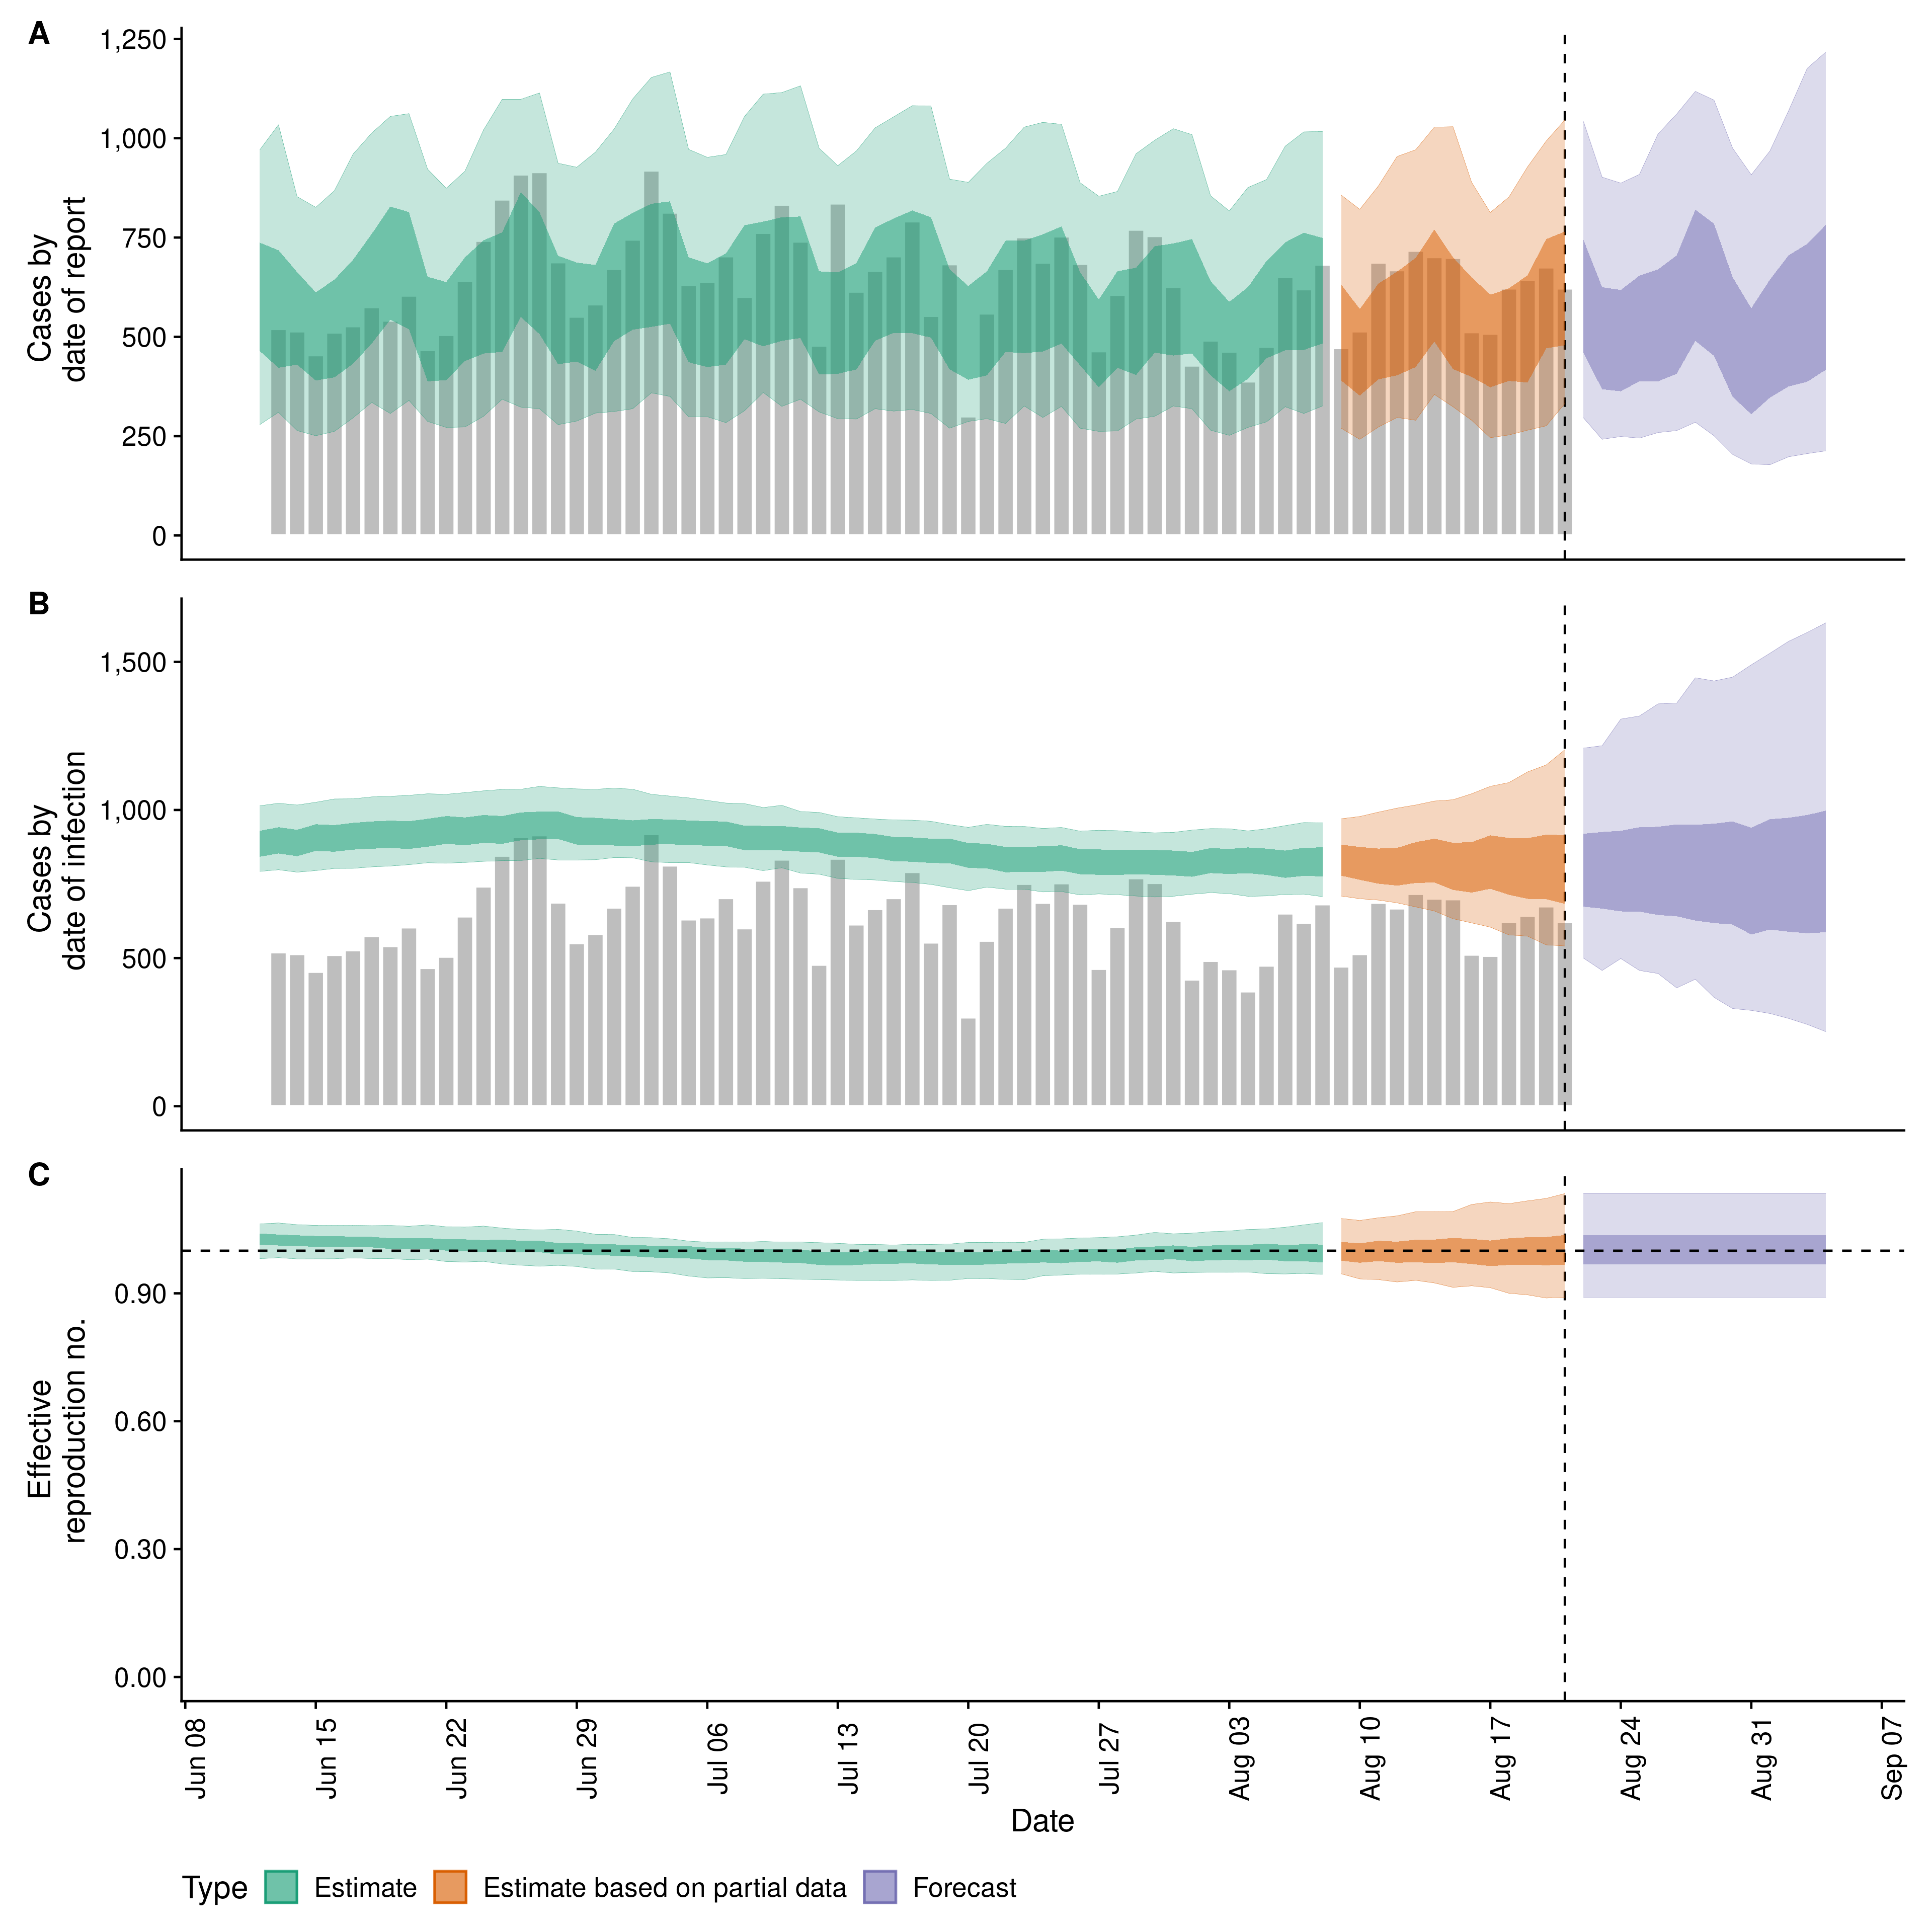 A
1,250
1,000
750
500
250
0
Cases by
date of report
B
1,500
1,000
500
0
Cases by
date of infection
C
0.90
0.60
0.30
0.00
Effective
reproduction no.
Jun 08
Jun 15
Jun 22
Jun 29
Jul 06
Jul 13
Jul 20
Jul 27
Aug 03
Aug 10
Aug 17
Aug 24
Aug 31
Sep 07
Date
Type Estimate Estimate based on partial data Forecast